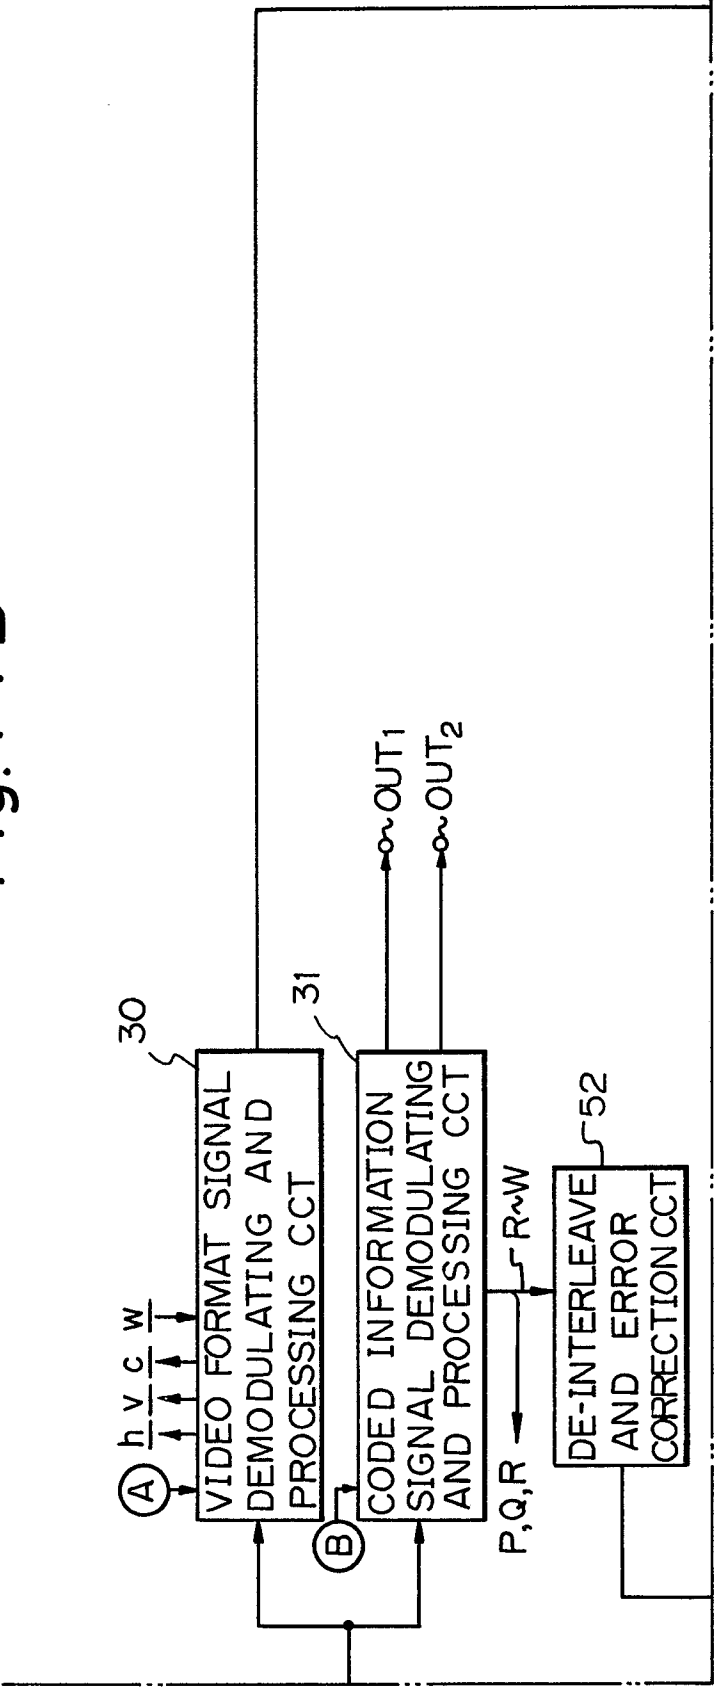 30
h v c w
A
VIDEO FORMAT SIGNAL
DEMODULATING AND
PROCESSING CCT
31
B
CODED INFORMATION
SIGNAL DEMODULATING
AND PROCESSING CCT
OUT1
OUT2
P,Q,R
R~W
52
DE-INTERLEAVE
AND ERROR
CORRECTION CCT